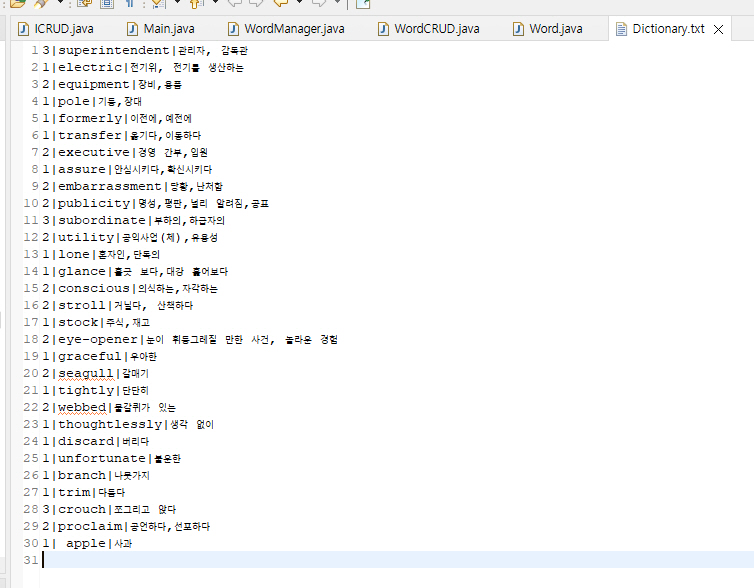 ICRUD.java Main.java WordManager.java WordCRUD.java Word.java Dictionary.txt
1 3|superintendent|관리자, 감독관
2 1|electric|전기위, 전기를 생산하는
3 2|equipment|장비,용품
4 1|pole|기둥,장대
5 1|formerly|이전에,예전에
6 1|transfer|옮기다,이동하다
7 2|executive|경영 간부,임원
8 1|assure|안심시키다,확신시키다
9 2|embarrassment|당황,난처함
10 2|publicity|명성,평판,널리 알려짐,공표
11 3|subordinate|부하의,하급자의
12 2|utility|공익사업(체),유용성
13 1|lone|혼자인,단독의
14 1|glance|흘긋 보다,대강 훑어보다
15 2|conscious|의식하는,자각하는
16 2|stroll|거닐다, 산책하다
17 1|stock|주식,재고
18 2|eye-opener|눈이 휘둥그레질 만한 사건, 놀라운 경험
19 1|graceful|우아한
20 2|seagull|갈매기
21 1|tightly|단단히
22 2|webbed|물갈퀴가 있는
23 1|thoughtlessly|생각 없이
24 1|discard|버리다
25 1|unfortunate|불운한
26 1|branch|나뭇가지
27 1|trim|다듬다
28 3|crouch|쪼그리고 앉다
29 2|proclaim|공언하다,선포하다
30 1| apple|사과
31